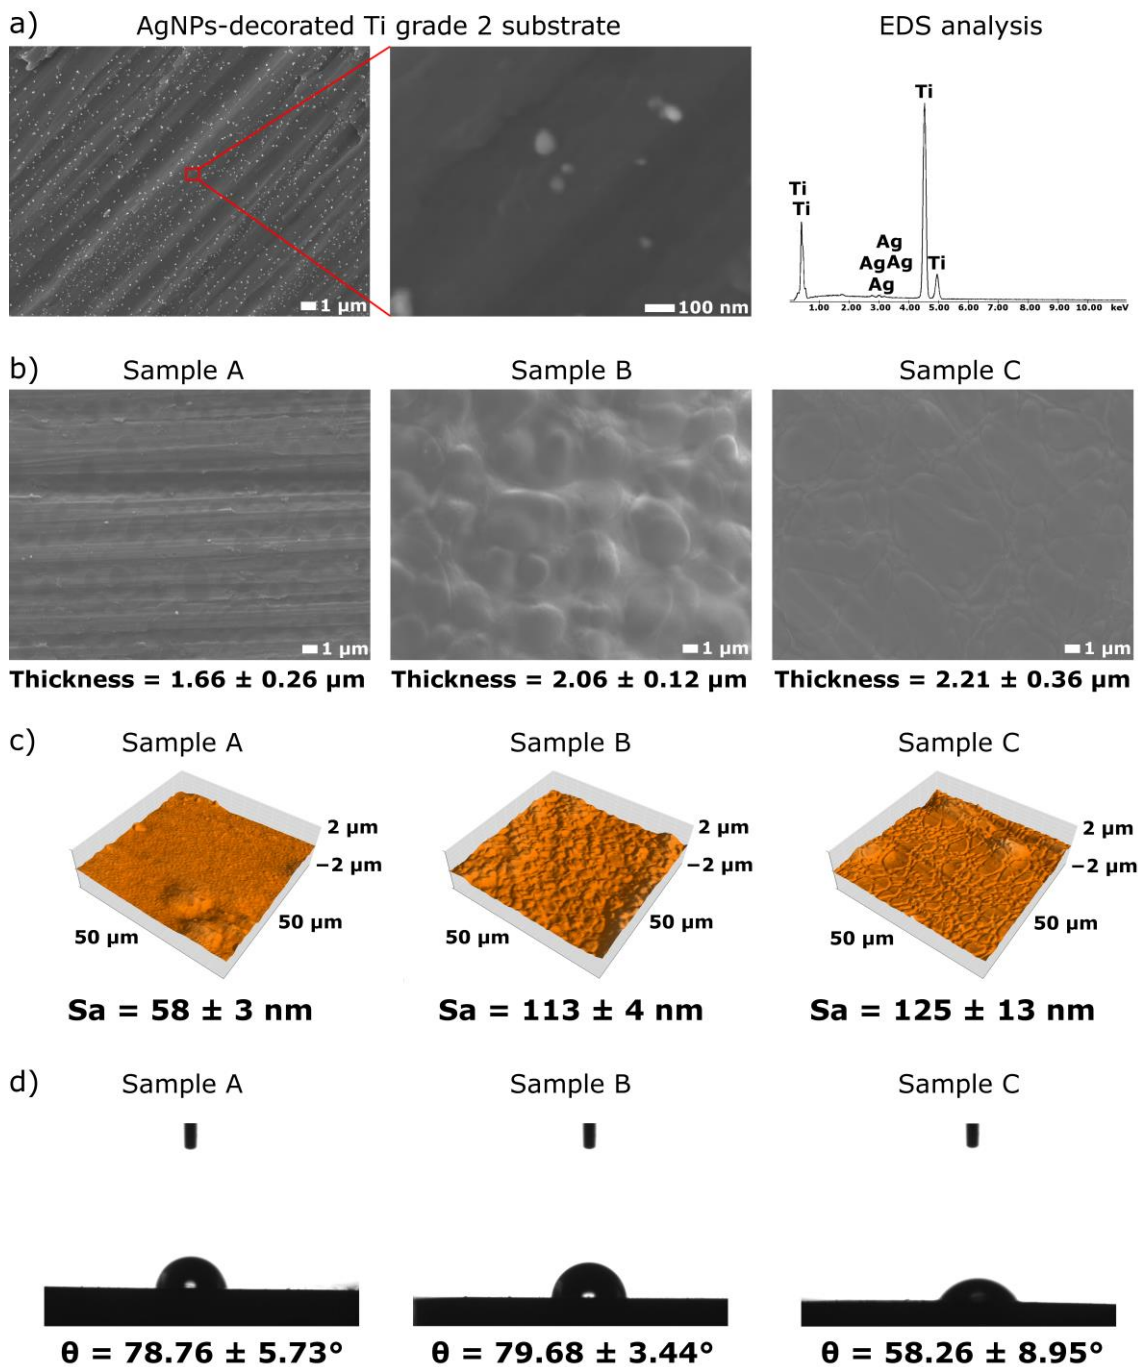 a)
AgNPs-decorated Ti grade 2 substrate
EDS analysis
1 µm
100 nm
Ti
Ti
Ti
Ag
Ag Ag
Ag
Ti
1.00 2.00 3.00 4.00 5.00 6.00 7.00 8.00 9.00 10.00 keV
b)
Sample A
Sample B
Sample C
1 µm
1 µm
1 µm
Thickness = 1.66 ± 0.26 µm
Thickness = 2.06 ± 0.12 µm
Thickness = 2.21 ± 0.36 µm
c)
Sample A
Sample B
Sample C
2 µm
−2 µm
50 µm
50 µm
2 µm
−2 µm
50 µm
50 µm
2 µm
−2 µm
50 µm
50 µm
Sa = 58 ± 3 nm
Sa = 113 ± 4 nm
Sa = 125 ± 13 nm
d)
Sample A
Sample B
Sample C
θ = 78.76 ± 5.73°
θ = 79.68 ± 3.44°
θ = 58.26 ± 8.95°